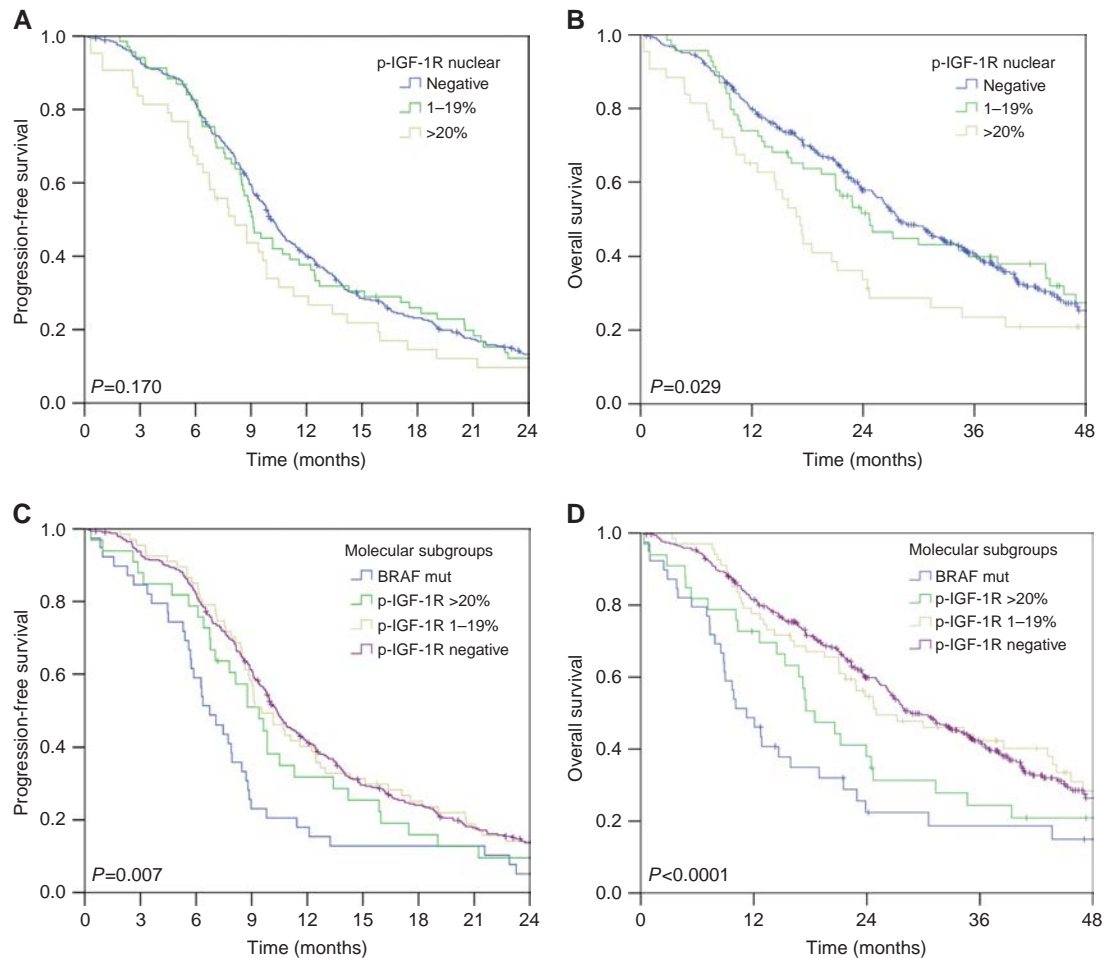 A
1.0
0.8
0.6
0.4
0.2
0.0
Progression-free survival
p-IGF-1R nuclear
Negative
1–19%
>20%
P=0.170
0 3 6 9 12 15 18 21 24
Time (months)
B
1.0
0.8
0.6
0.4
0.2
0.0
Overall survival
p-IGF-1R nuclear
Negative
1–19%
>20%
P=0.029
0 12 24 36 48
Time (months)
C
1.0
0.8
0.6
0.4
0.2
0.0
Progression-free survival
Molecular subgroups
BRAF mut
p-IGF-1R >20%
p-IGF-1R 1–19%
p-IGF-1R negative
P=0.007
0 3 6 9 12 15 18 21 24
Time (months)
D
1.0
0.8
0.6
0.4
0.2
0.0
Overall survival
Molecular subgroups
BRAF mut
p-IGF-1R >20%
p-IGF-1R 1–19%
p-IGF-1R negative
P<0.0001
0 12 24 36 48
Time (months)